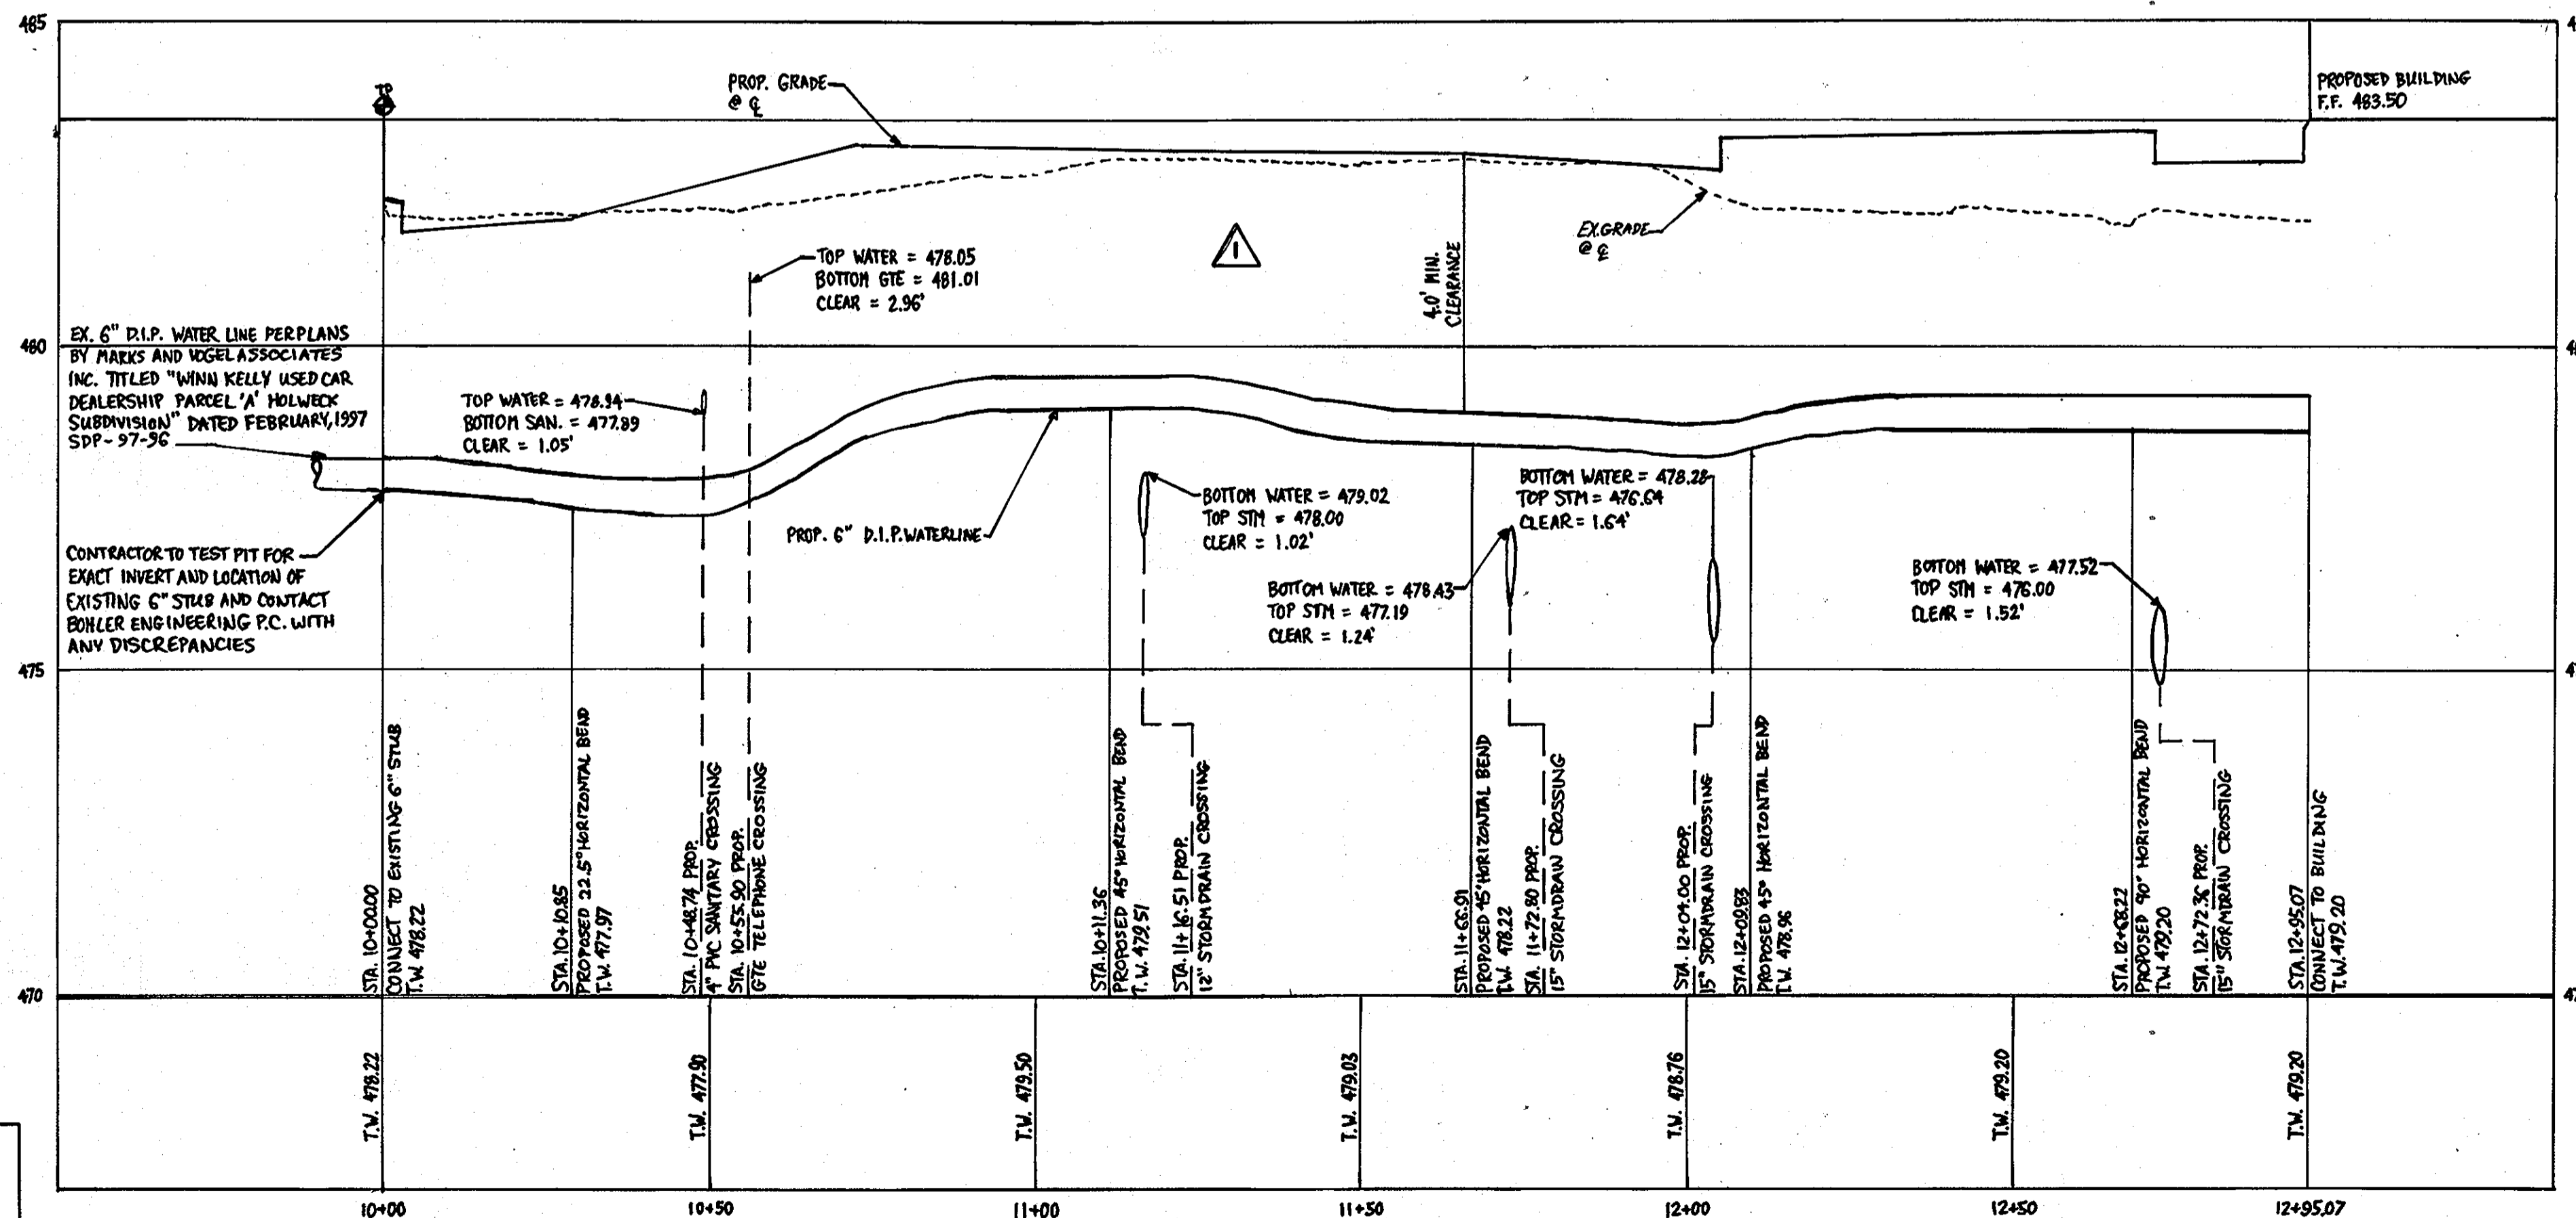 485
PROP. GRADE
@ ℄
TP
PROPOSED BUILDING
F.F. 483.50
EX.GRADE
@ ℄
4.0' MIN.
CLEARANCE
1
TOP WATER = 478.05
BOTTOM GTE = 481.01
CLEAR = 2.96'
480
EX. 6" D.I.P. WATER LINE PER PLANS
BY MARKS AND VOGEL ASSOCIATES
INC. TITLED "WINN KELLY USED CAR
DEALERSHIP PARCEL 'A' HOLWECK
SUBDIVISION" DATED FEBRUARY, 1997
SDP-97-96
TOP WATER = 478.94
BOTTOM SAN. = 477.89
CLEAR = 1.05'
CONTRACTOR TO TEST PIT FOR
EXACT INVERT AND LOCATION OF
EXISTING 6" STUB AND CONTACT
BOHLER ENGINEERING P.C. WITH
ANY DISCREPANCIES
PROP. 6" D.I.P. WATERLINE
BOTTOM WATER = 479.02
TOP STM = 478.00
CLEAR = 1.02'
BOTTOM WATER = 478.43
TOP STM = 477.19
CLEAR = 1.24'
BOTTOM WATER = 478.28
TOP STM = 476.64
CLEAR = 1.64'
BOTTOM WATER = 477.52
TOP STM = 476.00
CLEAR = 1.52'
475
STA. 10+00.00
CONNECT TO EXISTING 6" STUB
T.W. 478.22
STA. 10+10.85
PROPOSED 22.5° HORIZONTAL BEND
T.W. 477.97
STA. 10+48.74 PROP.
4" PVC SANITARY CROSSING
STA. 10+55.90 PROP.
GTE TELEPHONE CROSSING
STA. 10+11.36
PROPOSED 45° HORIZONTAL BEND
T.W. 479.51
STA. 11+16.51 PROP.
12" STORMDRAIN CROSSING
STA. 11+66.91
PROPOSED 45° HORIZONTAL BEND
T.W. 478.22
STA. 11+72.80 PROP.
15" STORMDRAIN CROSSING
STA. 12+04.00 PROP.
15" STORMDRAIN CROSSING
STA. 12+09.83
PROPOSED 45° HORIZONTAL BEND
T.W. 478.96
STA. 12+68.22
PROPOSED 90° HORIZONTAL BEND
T.W. 479.20
STA. 12+72.36 PROP.
15" STORMDRAIN CROSSING
STA. 12+95.07
CONNECT TO BUILDING
T.W. 479.20
470
T.W. 478.22
T.W. 477.90
T.W. 479.50
T.W. 479.03
T.W. 478.76
T.W. 479.20
T.W. 479.20
10+00
10+50
11+00
11+50
12+00
12+50
12+95.07